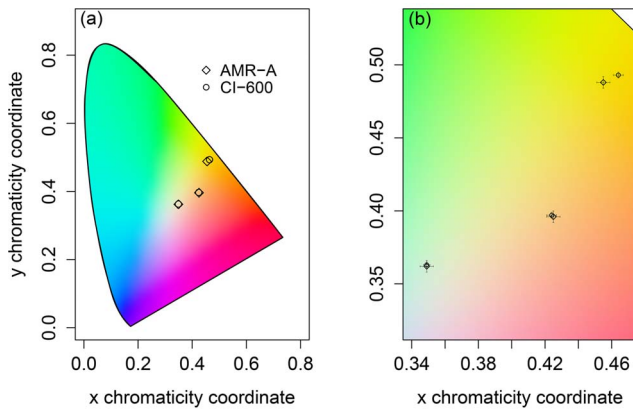 (a)
AMR−A
CI−600
0.8
0.6
0.4
0.2
0.0
y chromaticity coordinate
0.0 0.2 0.4 0.6 0.8
x chromaticity coordinate
(b)
0.50
0.45
0.40
0.35
0.34 0.38 0.42 0.46
x chromaticity coordinate